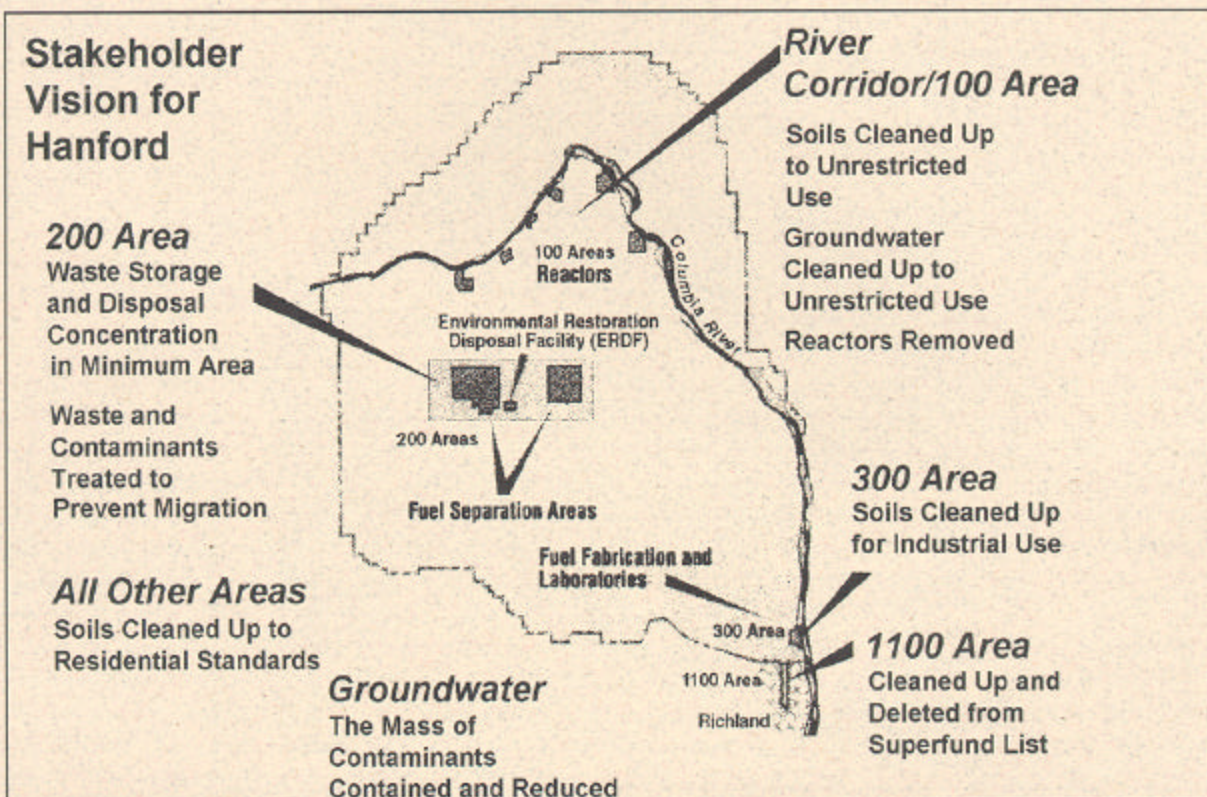 Stakeholder
Vision for
Hanford
200 Area
Waste Storage
and Disposal
Concentration
in Minimum Area
Waste and
Contaminants
Treated to
Prevent Migration
All Other Areas
Soils Cleaned Up to
Residential Standards
Groundwater
The Mass of
Contaminants
Contained and Reduced
100 Areas
Reactors
Environmental Restoration
Disposal Facility (ERDF)
200 Areas
Fuel Separation Areas
Columbia River
Fuel Fabrication and
Laboratories
300 Area
1100 Area
Richland
River
Corridor/100 Area
Soils Cleaned Up
to Unrestricted
Use
Groundwater
Cleaned Up to
Unrestricted Use
Reactors Removed
300 Area
Soils Cleaned Up
for Industrial Use
1100 Area
Cleaned Up and
Deleted from
Superfund List